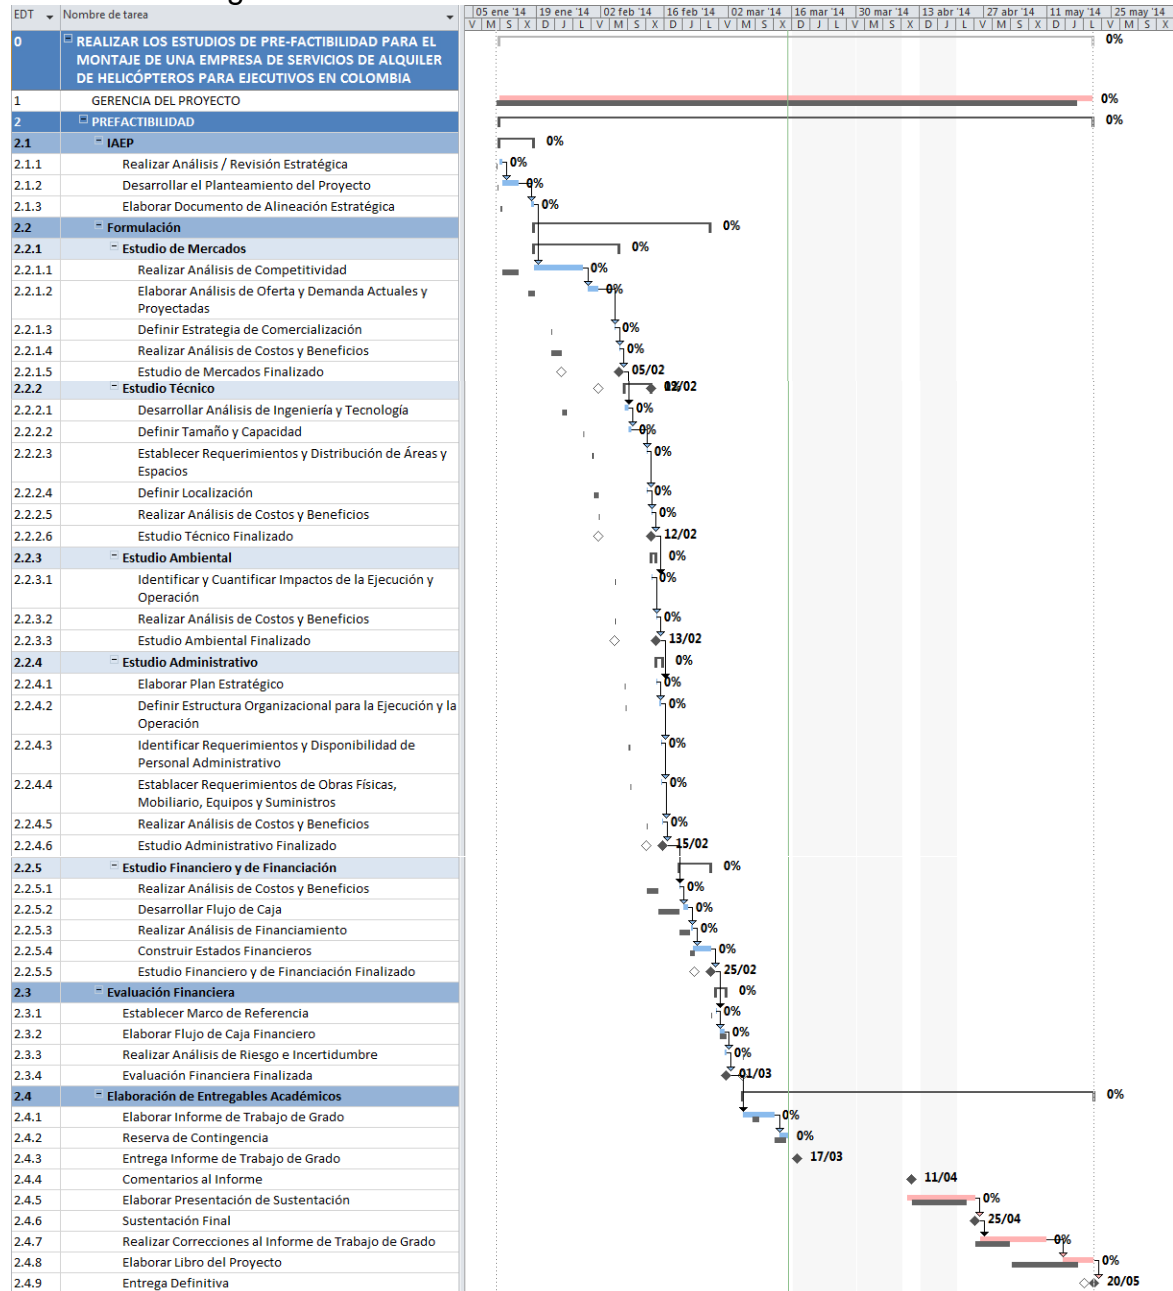 EDT Nombre de tarea 05 ene '14 19 ene '14 02 feb '14 16 feb '14 02 mar '14 16 mar '14 30 mar '14 13 abr '14 27 abr '14 11 may '14 25 may '14
V M S X D J L V M S X D J L V M S X D J L V M S X D J L V M S X
0 REALIZAR LOS ESTUDIOS DE PRE-FACTIBILIDAD PARA EL 0%
MONTAJE DE UNA EMPRESA DE SERVICIOS DE ALQUILER
DE HELICÓPTEROS PARA EJECUTIVOS EN COLOMBIA
1 GERENCIA DEL PROYECTO 0%
2 PREFACTIBILIDAD 0%
2.1 IAEP 0%
2.1.1 Realizar Análisis / Revisión Estratégica 0%
2.1.2 Desarrollar el Planteamiento del Proyecto 0%
2.1.3 Elaborar Documento de Alineación Estratégica 0%
2.2 Formulación 0%
2.2.1 Estudio de Mercados 0%
2.2.1.1 Realizar Análisis de Competitividad 0%
2.2.1.2 Elaborar Análisis de Oferta y Demanda Actuales y 0%
Proyectadas
2.2.1.3 Definir Estrategia de Comercialización 0%
2.2.1.4 Realizar Análisis de Costos y Beneficios 0%
2.2.1.5 Estudio de Mercados Finalizado 05/02
2.2.2 Estudio Técnico
2.2.2.1 Desarrollar Análisis de Ingeniería y Tecnología 0%
2.2.2.2 Definir Tamaño y Capacidad 0%
2.2.2.3 Establecer Requerimientos y Distribución de Áreas y 0%
Espacios
2.2.2.4 Definir Localización 0%
2.2.2.5 Realizar Análisis de Costos y Beneficios 0%
2.2.2.6 Estudio Técnico Finalizado 12/02
2.2.3 Estudio Ambiental 0%
2.2.3.1 Identificar y Cuantificar Impactos de la Ejecución y 0%
Operación
2.2.3.2 Realizar Análisis de Costos y Beneficios 0%
2.2.3.3 Estudio Ambiental Finalizado 13/02
2.2.4 Estudio Administrativo 0%
2.2.4.1 Elaborar Plan Estratégico 0%
2.2.4.2 Definir Estructura Organizacional para la Ejecución y la 0%
Operación
2.2.4.3 Identificar Requerimientos y Disponibilidad de 0%
Personal Administrativo
2.2.4.4 Establacer Requerimientos de Obras Físicas, 0%
Mobiliario, Equipos y Suministros
2.2.4.5 Realizar Análisis de Costos y Beneficios 0%
2.2.4.6 Estudio Administrativo Finalizado 15/02
2.2.5 Estudio Financiero y de Financiación 0%
2.2.5.1 Realizar Análisis de Costos y Beneficios 0%
2.2.5.2 Desarrollar Flujo de Caja 0%
2.2.5.3 Realizar Análisis de Financiamiento 0%
2.2.5.4 Construir Estados Financieros 0%
2.2.5.5 Estudio Financiero y de Financiación Finalizado 25/02
2.3 Evaluación Financiera 0%
2.3.1 Establecer Marco de Referencia 0%
2.3.2 Elaborar Flujo de Caja Financiero 0%
2.3.3 Realizar Análisis de Riesgo e Incertidumbre 0%
2.3.4 Evaluación Financiera Finalizada 01/03
2.4 Elaboración de Entregables Académicos 0%
2.4.1 Elaborar Informe de Trabajo de Grado 0%
2.4.2 Reserva de Contingencia 0%
2.4.3 Entrega Informe de Trabajo de Grado 17/03
2.4.4 Comentarios al Informe 11/04
2.4.5 Elaborar Presentación de Sustentación 0%
2.4.6 Sustentación Final 25/04
2.4.7 Realizar Correcciones al Informe de Trabajo de Grado 0%
2.4.8 Elaborar Libro del Proyecto 0%
2.4.9 Entrega Definitiva 20/05